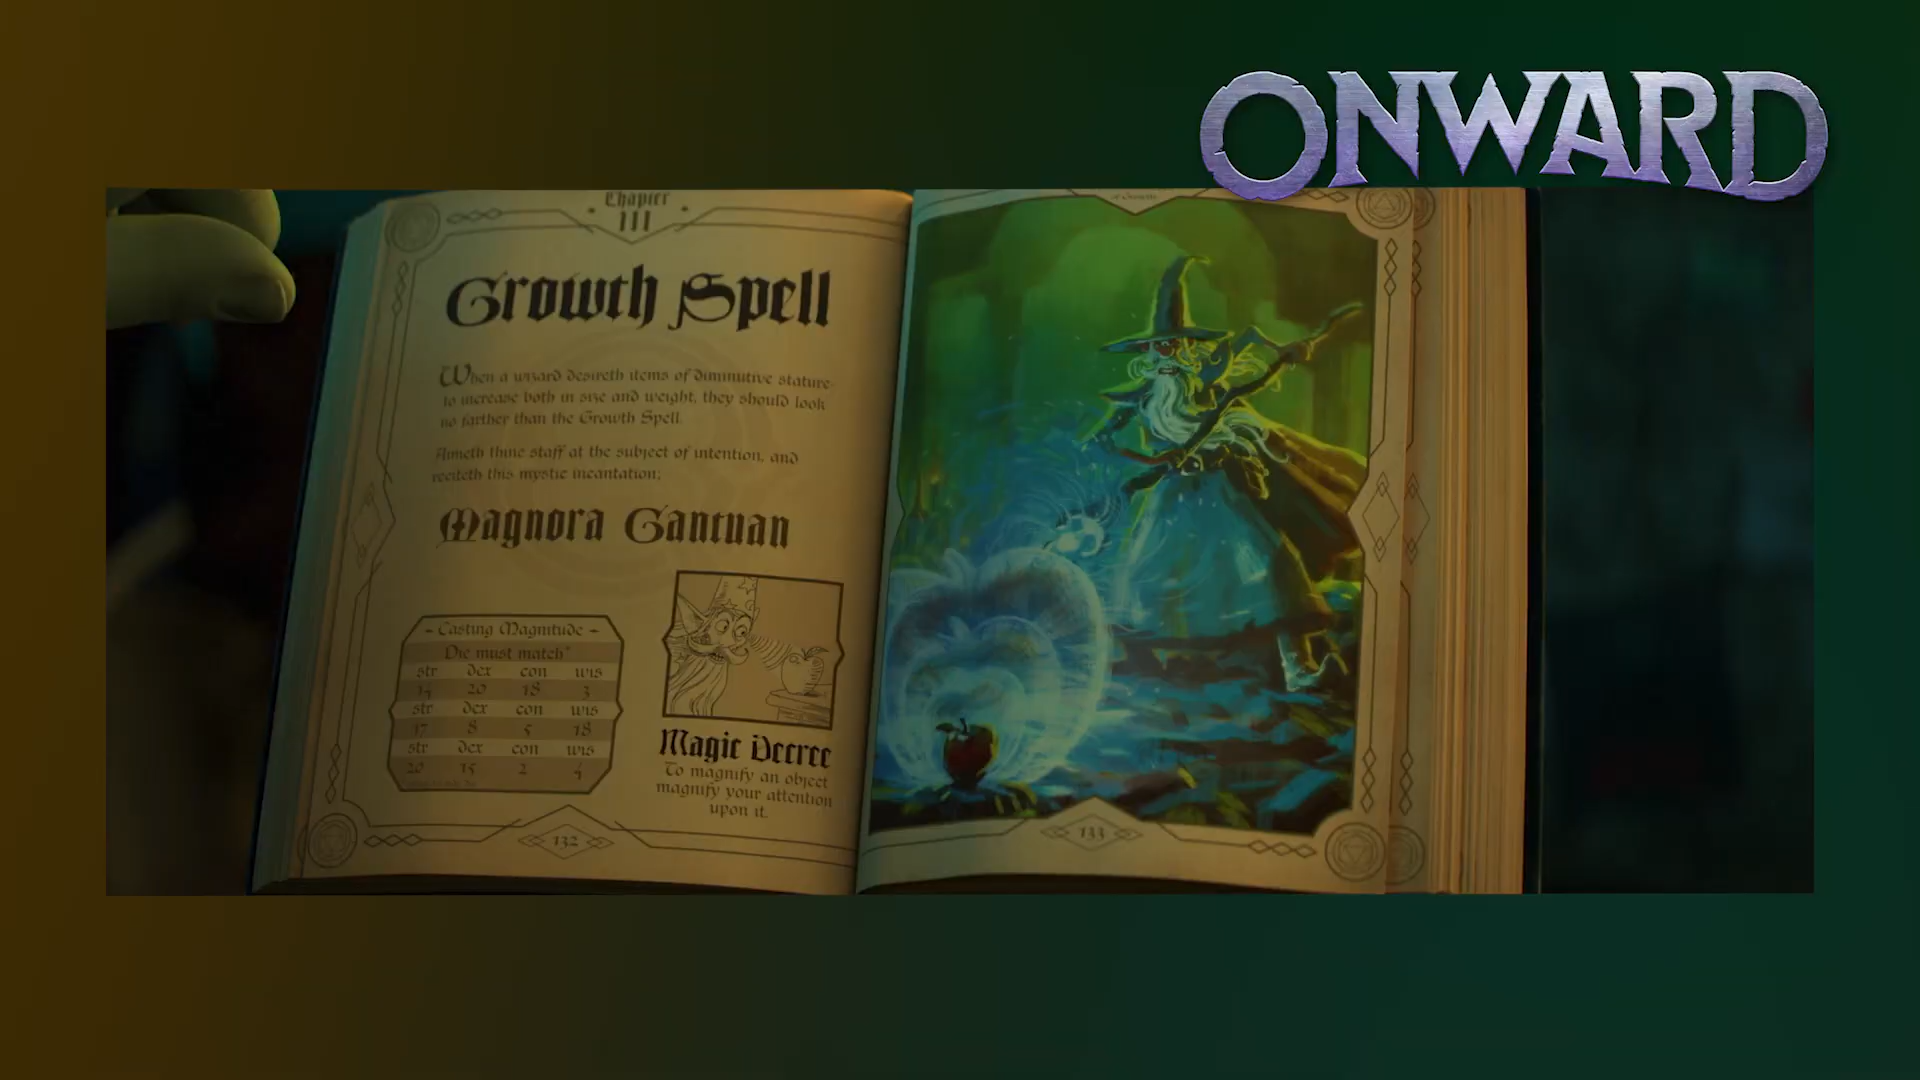 ONWARD
Chapter
III
Growth Spell
When a wizard desireth items of diminutive stature
to increase both in size and weight, they should look
no farther than the Growth Spell.
Aimeth thine staff at the subject of intention, and
reciteth this mystic incantation;
Magnora Gantuan
~ Casting Magnitude ~
Die must match*
str dex con wis
14 20 18 3
str dex con wis
17 8 5 18
str dex con wis
20 15 2 4
Magic Decree
To magnify an object
magnify your attention
upon it.
132
of Growth
133